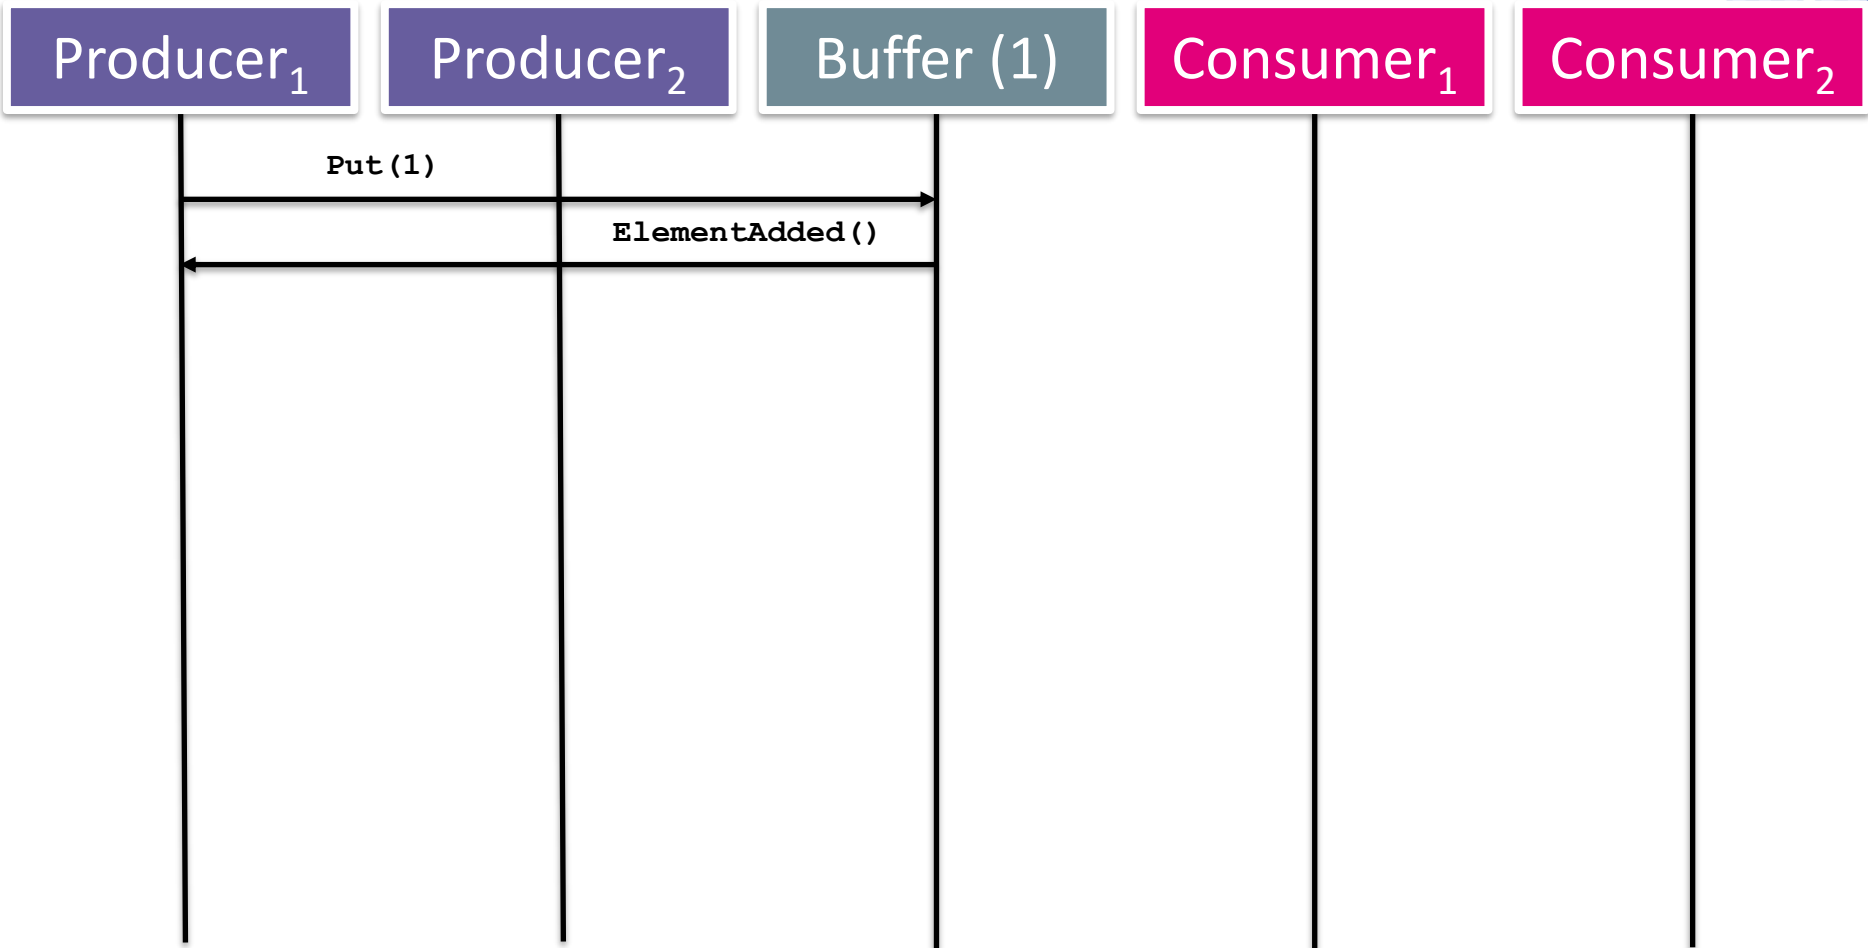 Producer₁
Producer₂
Buffer (1)
Consumer₁
Consumer₂
Put(1)
ElementAdded()